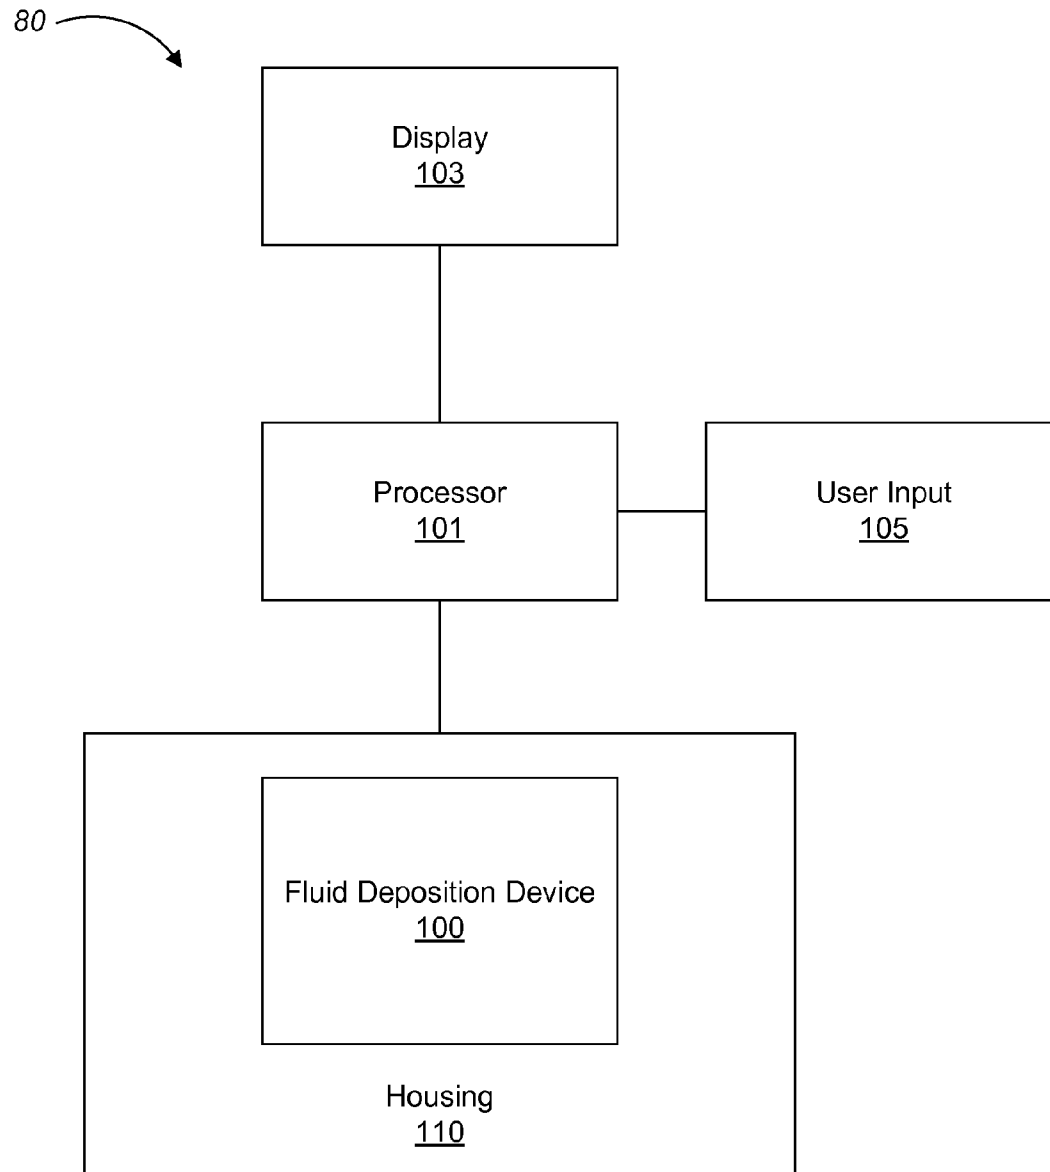 80
Display
103
Processor
101
User Input
105
Fluid Deposition Device
100
Housing
110